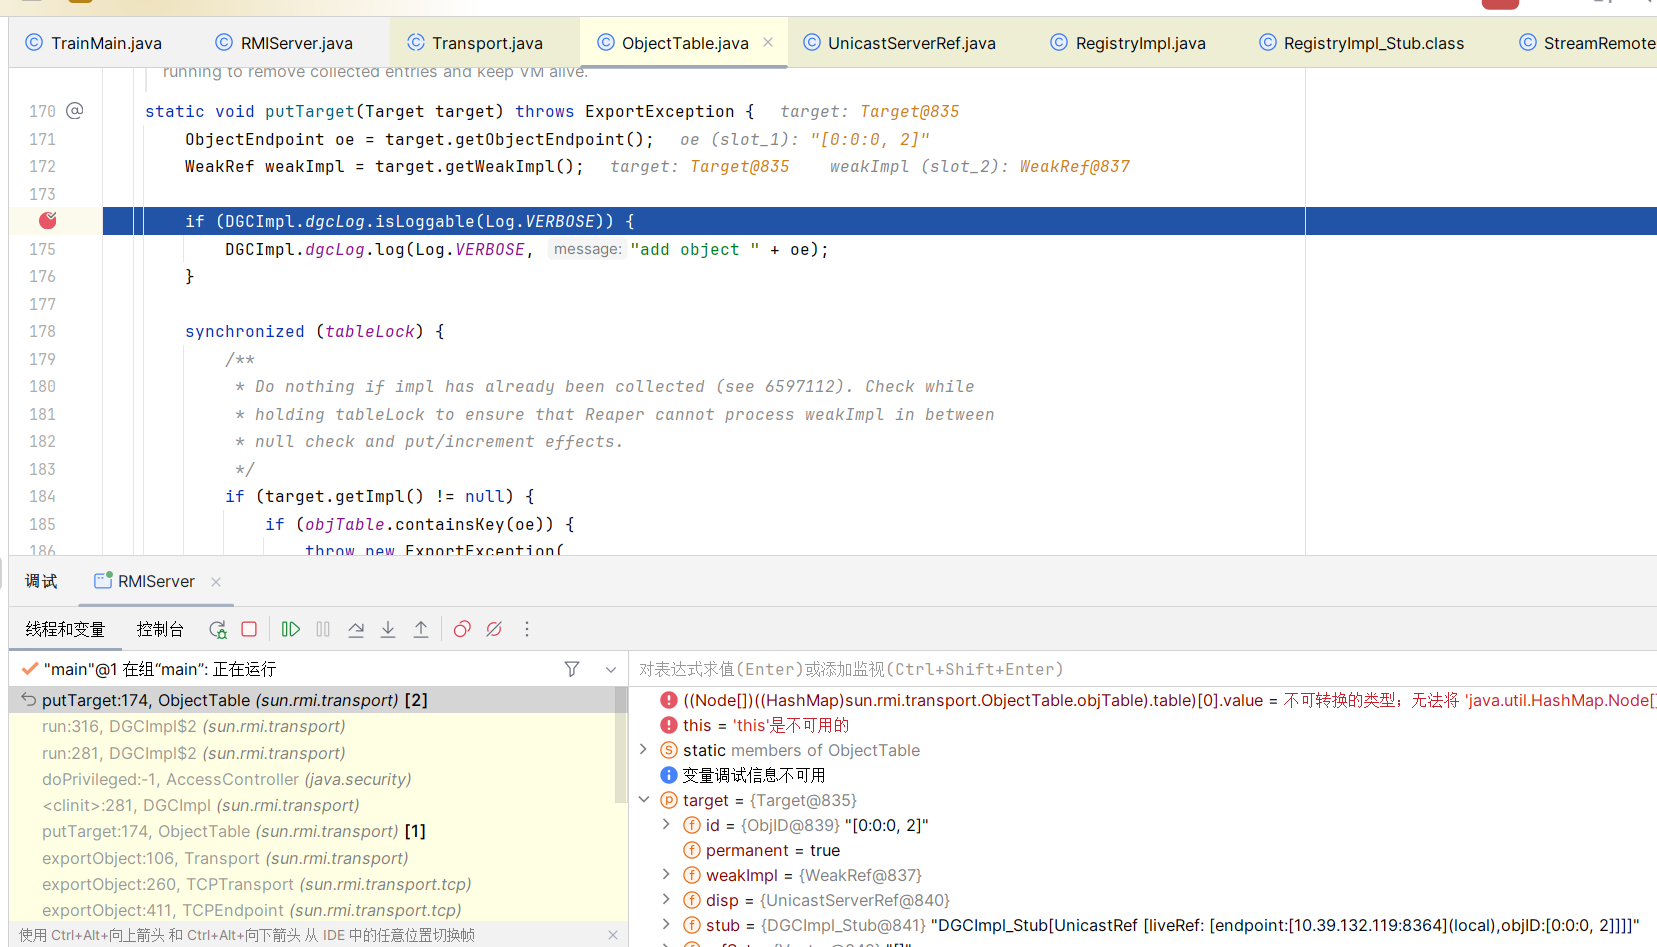 TrainMain.java RMIServer.java Transport.java ObjectTable.java UnicastServerRef.java RegistryImpl.java RegistryImpl_Stub.class StreamRemote
running to remove collected entries and keep VM alive.
170 @ static void putTarget(Target target) throws ExportException { target: Target@835
171 ObjectEndpoint oe = target.getObjectEndpoint(); oe (slot_1): "[0:0:0, 2]"
172 WeakRef weakImpl = target.getWeakImpl(); target: Target@835 weakImpl (slot_2): WeakRef@837
173
if (DGCImpl.dgcLog.isLoggable(Log.VERBOSE)) {
175 DGCImpl.dgcLog.log(Log.VERBOSE, message: "add object " + oe);
176 }
177
178 synchronized (tableLock) {
179 /**
180 * Do nothing if impl has already been collected (see 6597112). Check while
181 * holding tableLock to ensure that Reaper cannot process weakImpl in between
182 * null check and put/increment effects.
183 */
184 if (target.getImpl() != null) {
185 if (objTable.containsKey(oe)) {
186 throw new ExportException(
调试 RMIServer
线程和变量 控制台
"main"@1 在组“main”: 正在运行
putTarget:174, ObjectTable (sun.rmi.transport) [2]
run:316, DGCImpl$2 (sun.rmi.transport)
run:281, DGCImpl$2 (sun.rmi.transport)
doPrivileged:-1, AccessController (java.security)
<clinit>:281, DGCImpl (sun.rmi.transport)
putTarget:174, ObjectTable (sun.rmi.transport) [1]
exportObject:106, Transport (sun.rmi.transport)
exportObject:260, TCPTransport (sun.rmi.transport.tcp)
exportObject:411, TCPEndpoint (sun.rmi.transport.tcp)
使用 Ctrl+Alt+向上箭头 和 Ctrl+Alt+向下箭头 从 IDE 中的任意位置切换帧
对表达式求值(Enter)或添加监视(Ctrl+Shift+Enter)
((Node[])((HashMap)sun.rmi.transport.ObjectTable.objTable).table)[0].value = 不可转换的类型；无法将 'java.util.HashMap.Node[]
this = 'this'是不可用的
static members of ObjectTable
变量调试信息不可用
target = {Target@835}
id = {ObjID@839} "[0:0:0, 2]"
permanent = true
weakImpl = {WeakRef@837}
disp = {UnicastServerRef@840}
stub = {DGCImpl_Stub@841} "DGCImpl_Stub[UnicastRef [liveRef: [endpoint:[10.39.132.119:8364](local),objID:[0:0:0, 2]]]]"